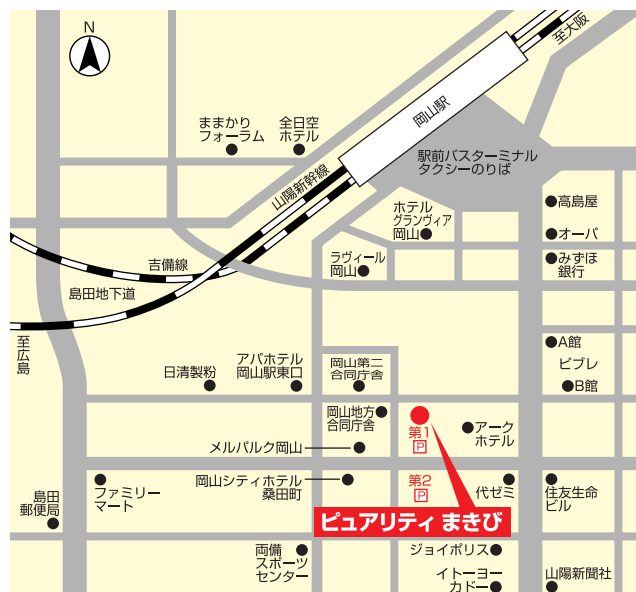 N
至大阪
岡山駅
ままかり
フォーラム
全日空
ホテル
駅前バスターミナル
タクシーのりば
山陽新幹線
ホテル
グランヴィア
岡山
高島屋
オーパ
みずほ
銀行
ラヴィール
岡山
吉備線
島田地下道
至広島
A館
ビブレ
B館
日清製粉
アパホテル
岡山駅東口
岡山第二
合同庁舎
岡山地方
合同庁舎
第1
P
アーク
ホテル
メルパルク岡山
岡山シティホテル
桑田町
第2
P
代ゼミ
住友生命
ビル
ファミリー
マート
島田
郵便局
ピュアリティ まきび
両備
スポーツ
センター
ジョイポリス
イトーヨー
カドー
山陽新聞社